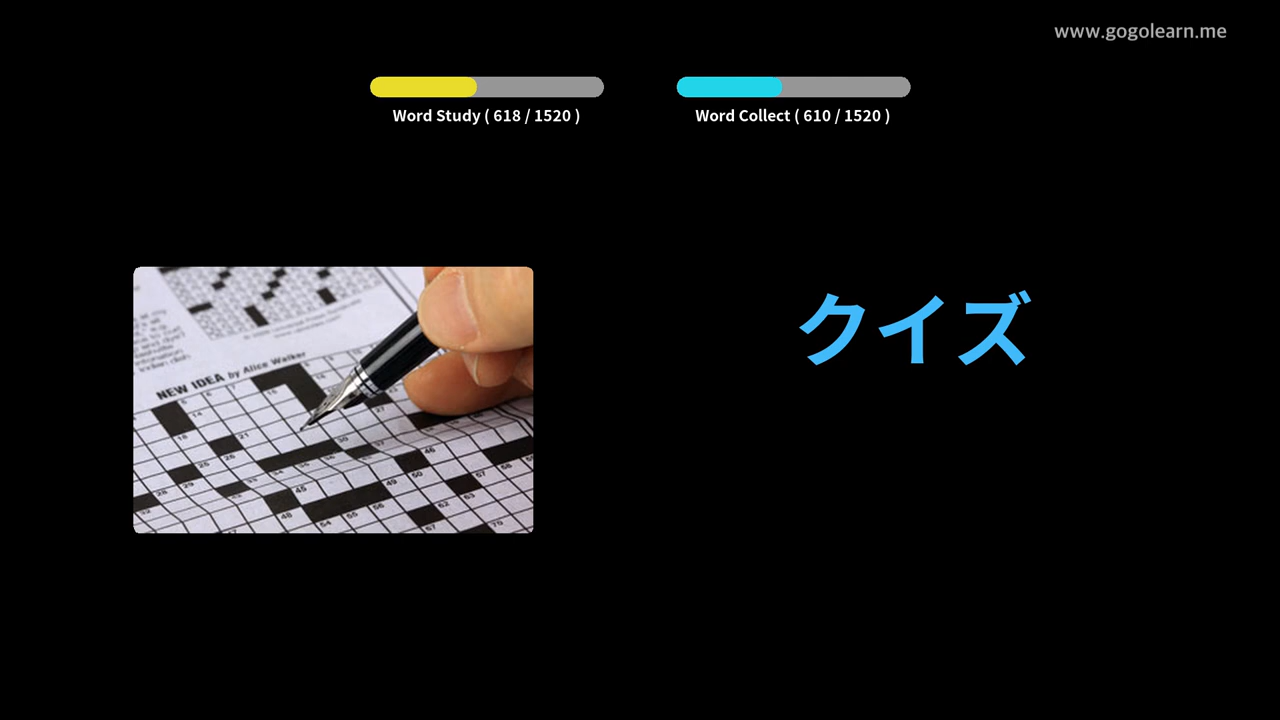 www.gogolearn.me
Word Study ( 618 / 1520 )
Word Collect ( 610 / 1520 )
クイズ
NEW IDEA by Alice Walker